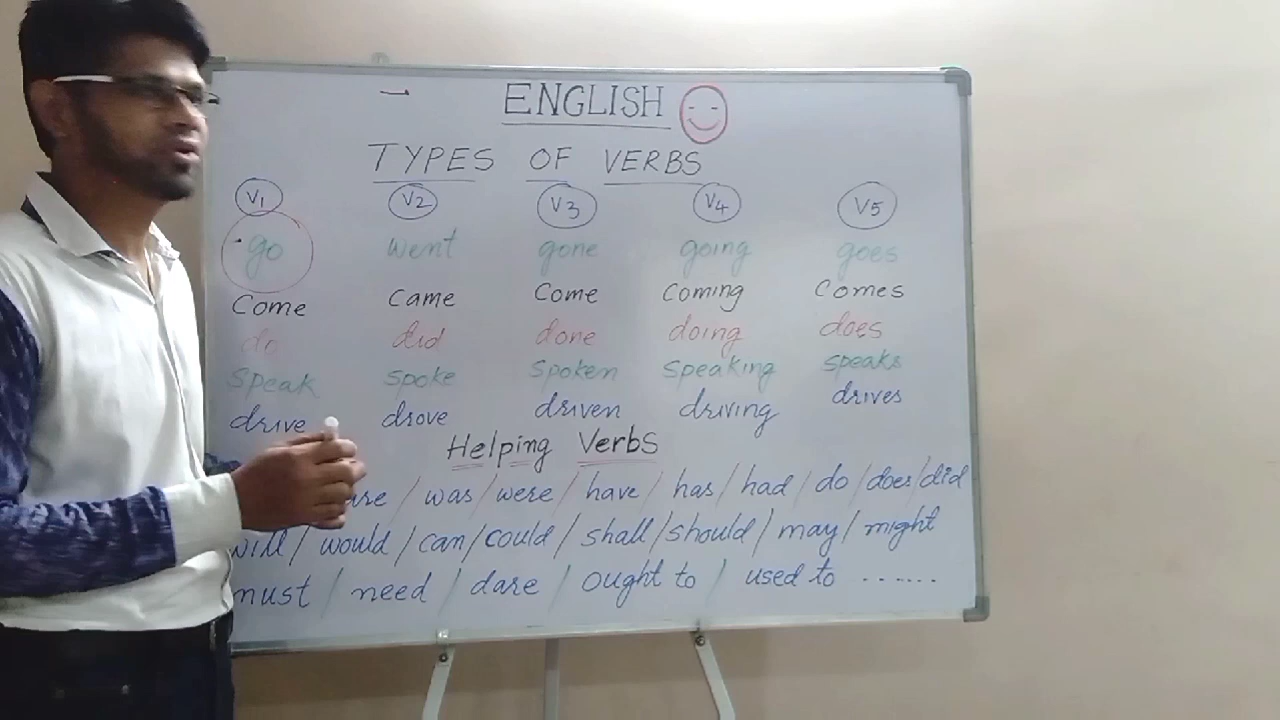 ENGLISH
TYPES OF VERBS
V1 V2 V3 V4 V5
go went gone going goes
Come Came Come Coming Comes
do did done doing does
Speak spoke Spoken Speaking speaks
drive drove driven driving drives
Helping Verbs
are / was / were / have / has / had / do / does / did
will / would / can / could / shall / should / may / might
must / need / dare / ought to / used to ......